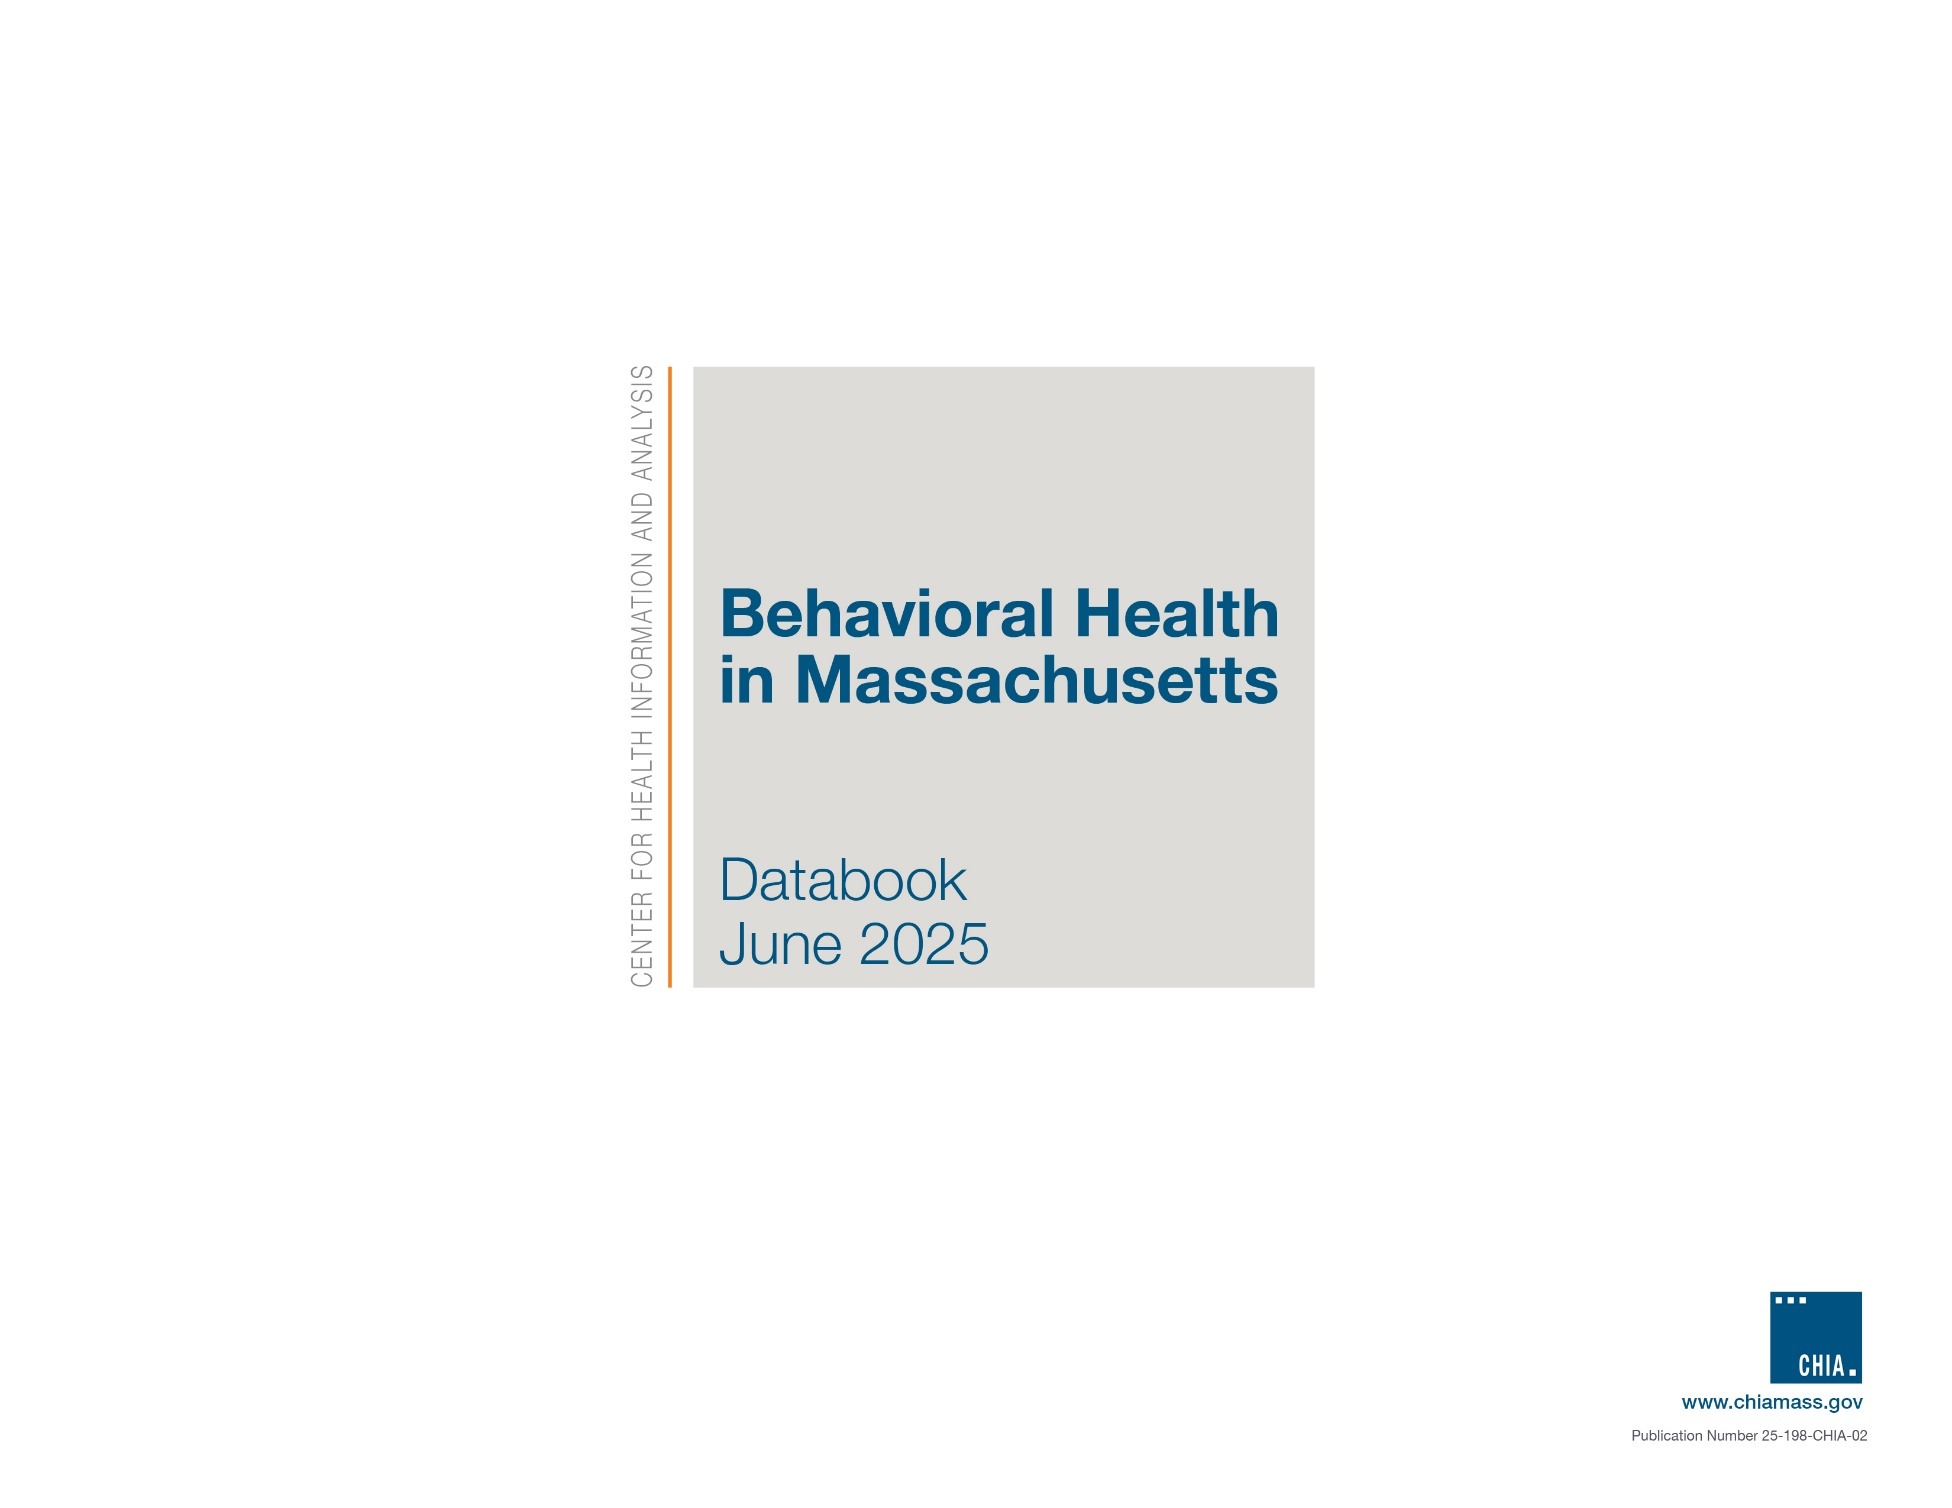 CENTER FOR HEALTH INFORMATION AND ANALYSIS
Behavioral Health
in Massachusetts
Databook
June 2025
CHIA.
www.chiamass.gov
Publication Number 25-198-CHIA-02